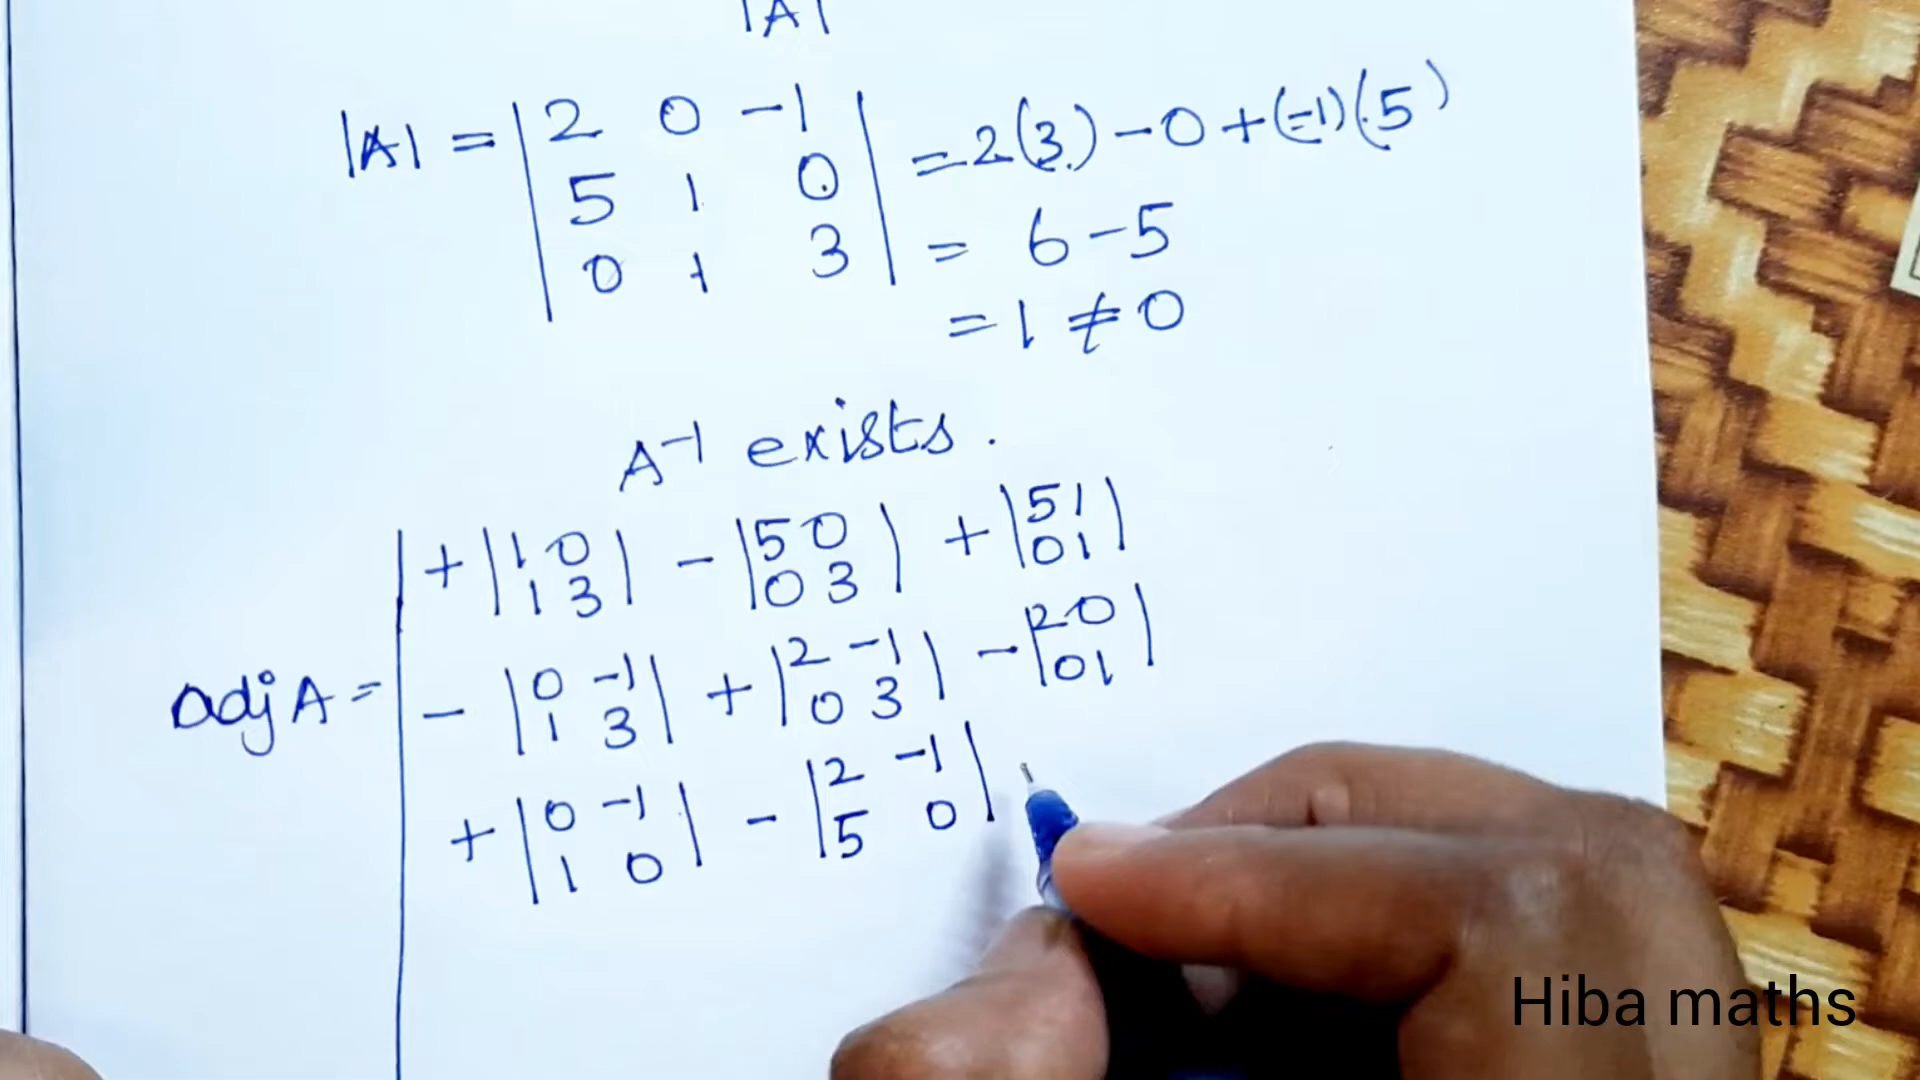 |A|
|A| = | 2 0 -1 | = 2(3) - 0 + (-1)(5)
| 5 1 0 | = 6 - 5
| 0 1 3 | = 1 ≠ 0
A⁻¹ exists.
+ | 1 0 | - | 5 0 | + | 5 1 |
| 1 3 | | 0 3 | | 0 1 |
adj A = - | 0 -1 | + | 2 -1 | - | 2 0 |
| 1 3 | | 0 3 | | 0 1 |
+ | 0 -1 | - | 2 -1 |
| 1 0 | | 5 0 |
Hiba maths